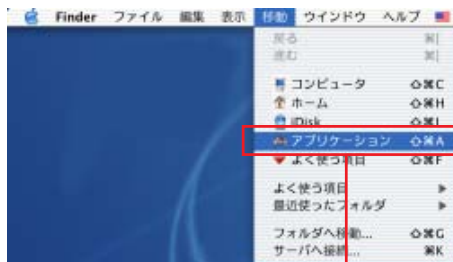 Finder ファイル 編集 表示 移動 ウインドウ ヘルプ
戻る ⌘[
進む ⌘]
コンピュータ ⇧⌘C
ホーム ⇧⌘H
iDisk ⇧⌘I
アプリケーション ⇧⌘A
よく使う項目 ⇧⌘F
よく使う項目
最近使ったフォルダ
フォルダへ移動... ⇧⌘G
サーバへ接続... ⌘K